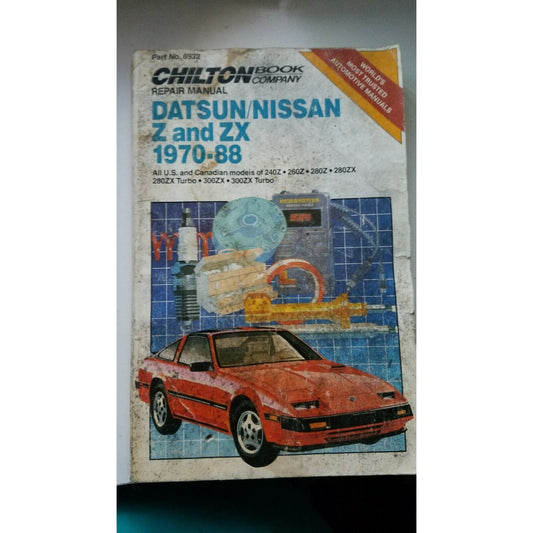 Part No. 6932
CHILTON BOOK COMPANY
REPAIR MANUAL
WORLD'S
MOST TRUSTED
AUTOMOTIVE MANUALS
DATSUN/NISSAN
Z and ZX
1970-88
All U.S. and Canadian models of 240Z • 260Z • 280Z • 280ZX
280ZX Turbo • 300ZX • 300ZX Turbo